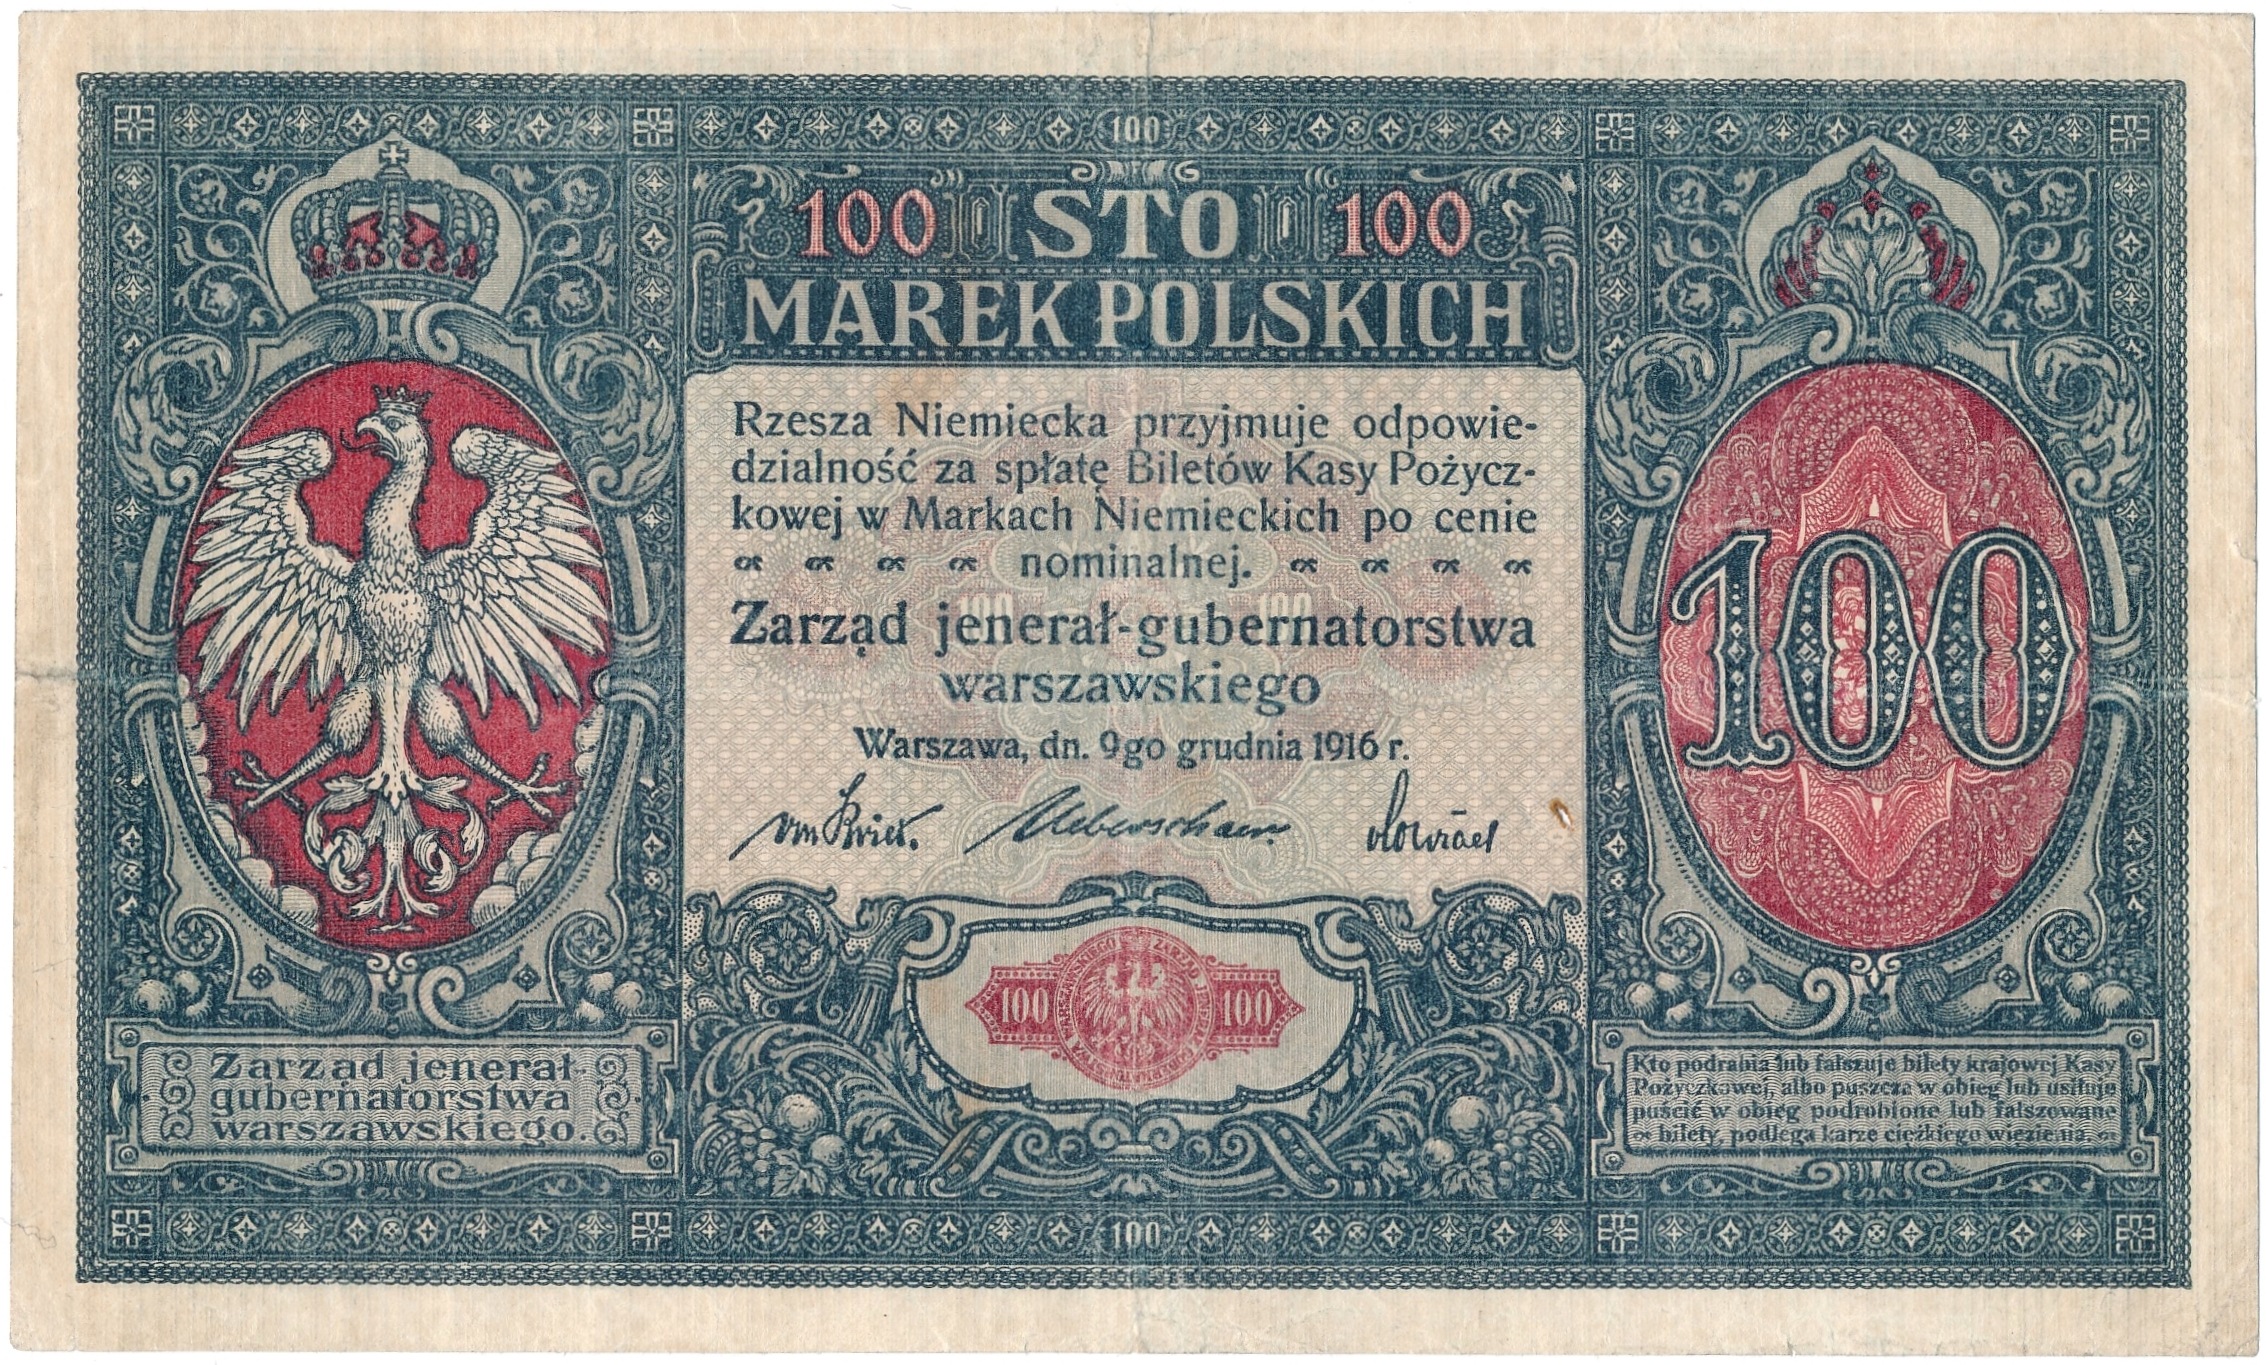 100
100 STO 100
MAREK POLSKICH
Rzesza Niemiecka przyjmuje odpowie-
dzialność za spłatę Biletów Kasy Pożycz-
kowej w Markach Niemieckich po cenie
nominalnej.
Zarząd jenerał-gubernatorstwa
warszawskiego
Warszawa, dn. 9go grudnia 1916 r.
von Kries.
100
100 100
Zarząd jenerał-
gubernatorstwa
warszawskiego.
Kto podrabia lub fałszuje bilety krajowej Kasy
Pożyczkowej, albo puszcza w obieg lub usiłuje
puścić w obieg podrobione lub fałszowane
bilety, podlega karze ciężkiego więzienia.
100